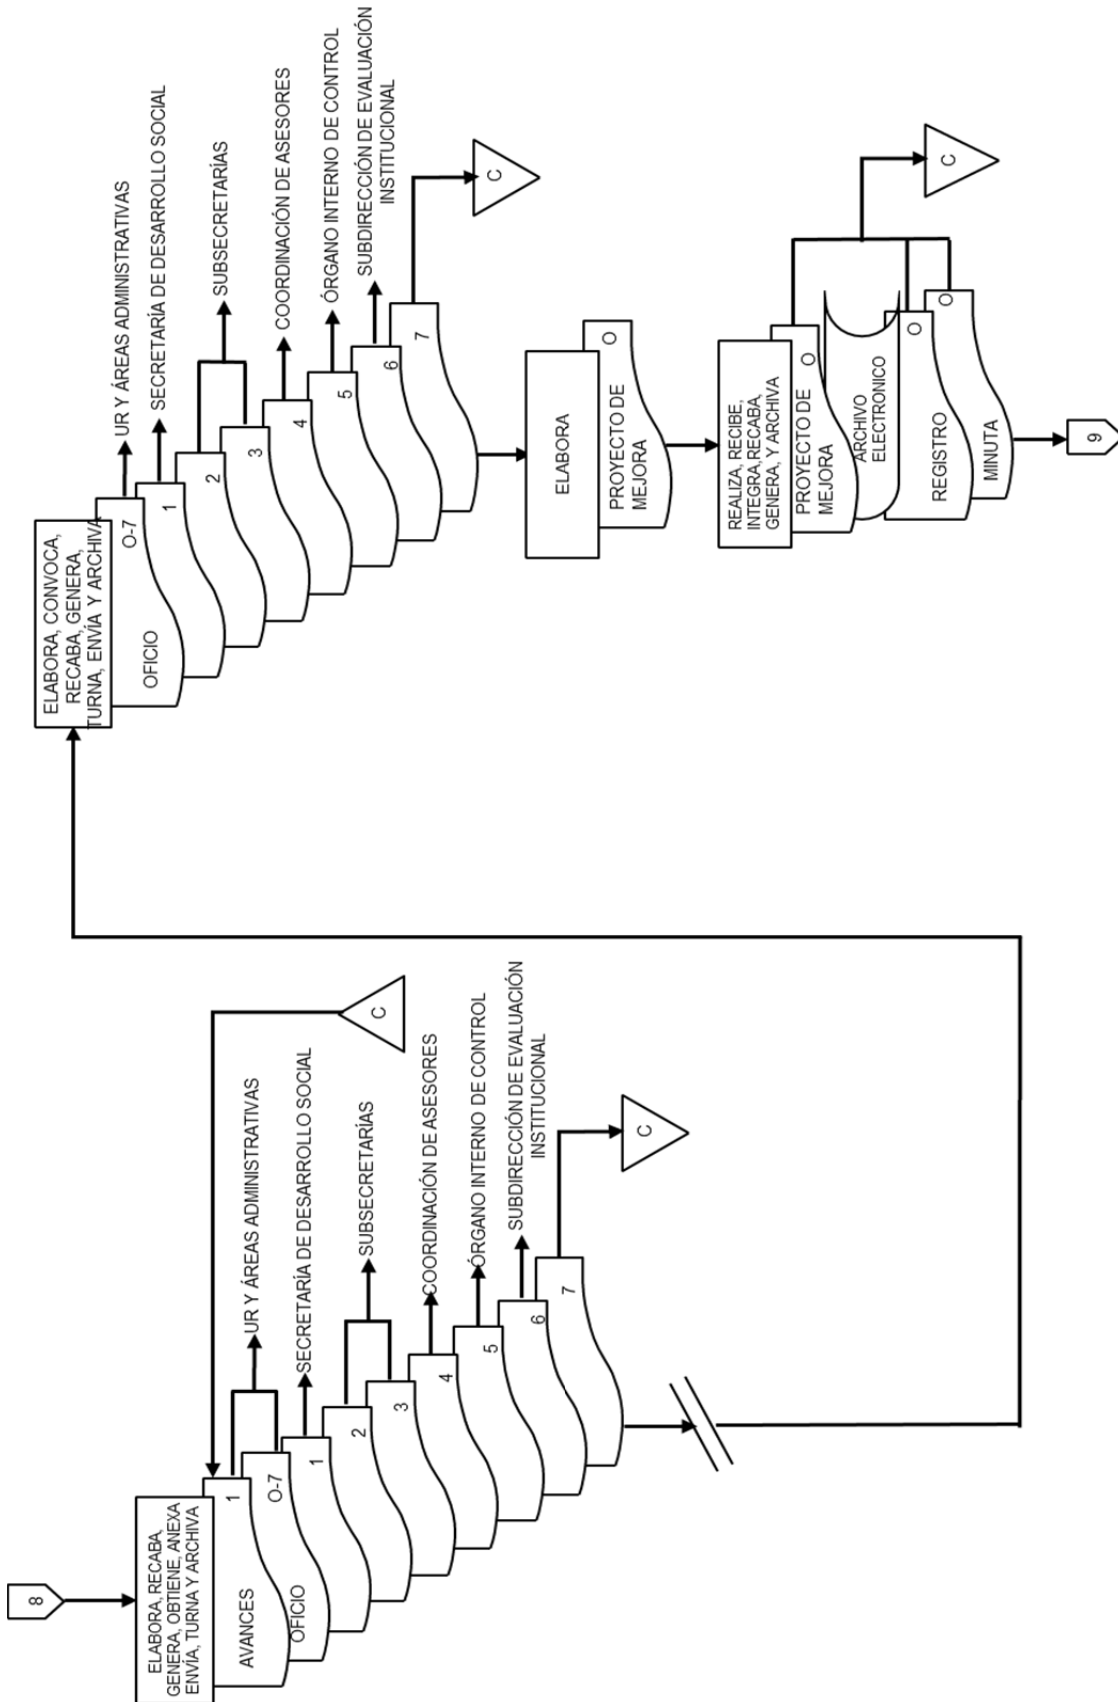 8
ELABORA, RECABA,
GENERA, OBTIENE, ANEXA
ENVÍA, TURNA Y ARCHIVA
AVANCES
1
UR Y ÁREAS ADMINISTRATIVAS
OFICIO
O-7
1
SECRETARÍA DE DESARROLLO SOCIAL
2
SUBSECRETARÍAS
3
4
COORDINACIÓN DE ASESORES
5
ÓRGANO INTERNO DE CONTROL
6
SUBDIRECCIÓN DE EVALUACIÓN
INSTITUCIONAL
7
C
C
ELABORA, CONVOCA,
RECABA, GENERA,
TURNA, ENVÍA Y ARCHIVA
OFICIO
O-7
UR Y ÁREAS ADMINISTRATIVAS
1
SECRETARÍA DE DESARROLLO SOCIAL
2
SUBSECRETARÍAS
3
4
COORDINACIÓN DE ASESORES
5
ÓRGANO INTERNO DE CONTROL
6
SUBDIRECCIÓN DE EVALUACIÓN
INSTITUCIONAL
7
C
ELABORA
PROYECTO DE
MEJORA
O
REALIZA, RECIBE,
INTEGRA, RECABA,
GENERA, Y ARCHIVA
PROYECTO DE
MEJORA
O
ARCHIVO
ELECTRONICO
REGISTRO
O
MINUTA
O
C
9